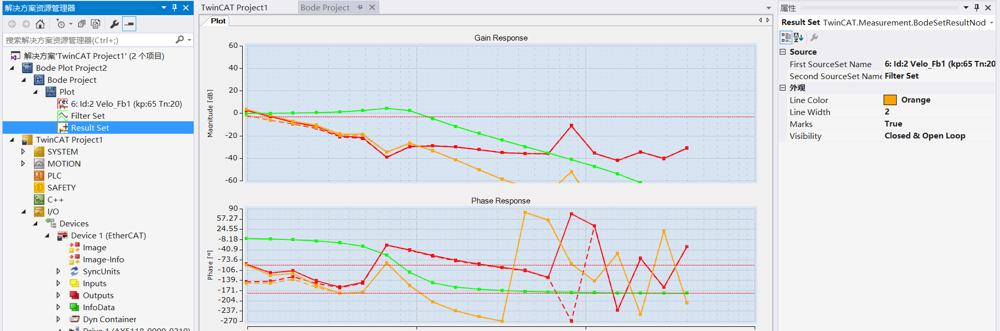 解决方案资源管理器
搜索解决方案资源管理器(Ctrl+;)
解决方案'TwinCAT Project1' (2 个项目)
Bode Plot Project2
Bode Project
Plot
6: Id:2 Velo_Fb1 (kp:65 Tn:20)
Filter Set
Result Set
TwinCAT Project1
SYSTEM
MOTION
PLC
SAFETY
C++
I/O
Devices
Device 1 (EtherCAT)
Image
Image-Info
SyncUnits
Inputs
Outputs
InfoData
Dyn Container
Drive 1 (AX5118-0000-0210)
TwinCAT Project1
Bode Project
Plot
Gain Response
Magnitude [dB]
60
40
20
0
-20
-40
-60
Phase Response
Phase [°]
90
57.27
24.55
-8.18
-40.9
-73.6
-106.
-139.
-171.
-204.
-237.
-270
属性
Result Set TwinCAT.Measurement.BodeSetResultNod
Source
First SourceSet Name 6: Id:2 Velo_Fb1 (kp:65 Tn:20
Second SourceSet Name Filter Set
外观
Line Color Orange
Line Width 2
Marks True
Visibility Closed & Open Loop